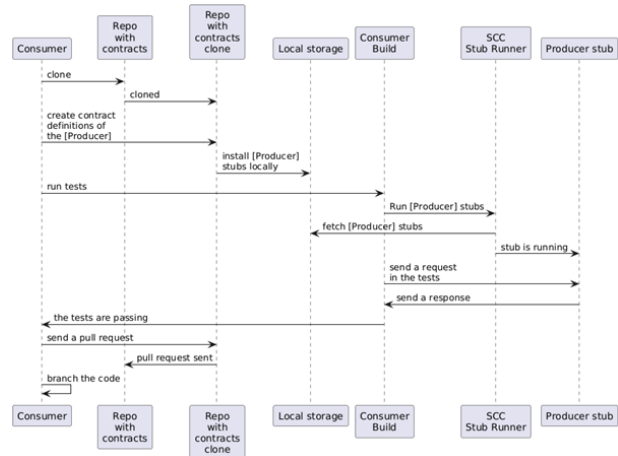 Consumer
Repo
with
contracts
Repo
with
contracts
clone
Local storage
Consumer
Build
SCC
Stub Runner
Producer stub
clone
cloned
create contract
definitions of
the [Producer]
install [Producer]
stubs locally
run tests
Run [Producer] stubs
fetch [Producer] stubs
stub is running
send a request
in the tests
send a response
the tests are passing
send a pull request
pull request sent
branch the code
Consumer
Repo
with
contracts
Repo
with
contracts
clone
Local storage
Consumer
Build
SCC
Stub Runner
Producer stub